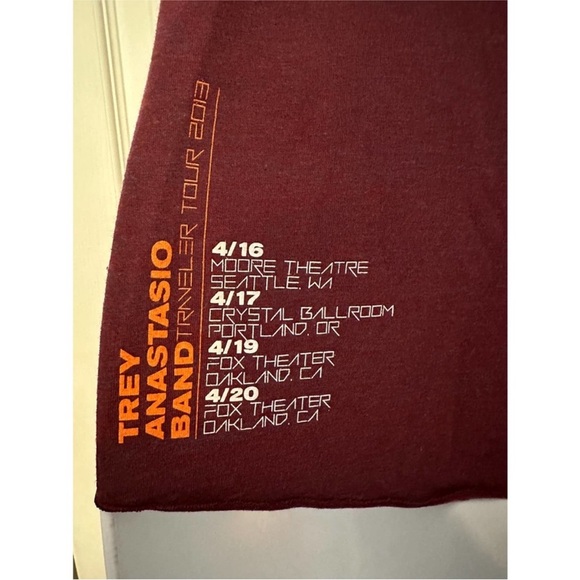 TREY
ANASTASIO
BAND TRAVELER TOUR 2013
4/16
MOORE THEATRE
SEATTLE, WA
4/17
CRYSTAL BALLROOM
PORTLAND, OR
4/19
FOX THEATER
OAKLAND, CA
4/20
FOX THEATER
OAKLAND, CA